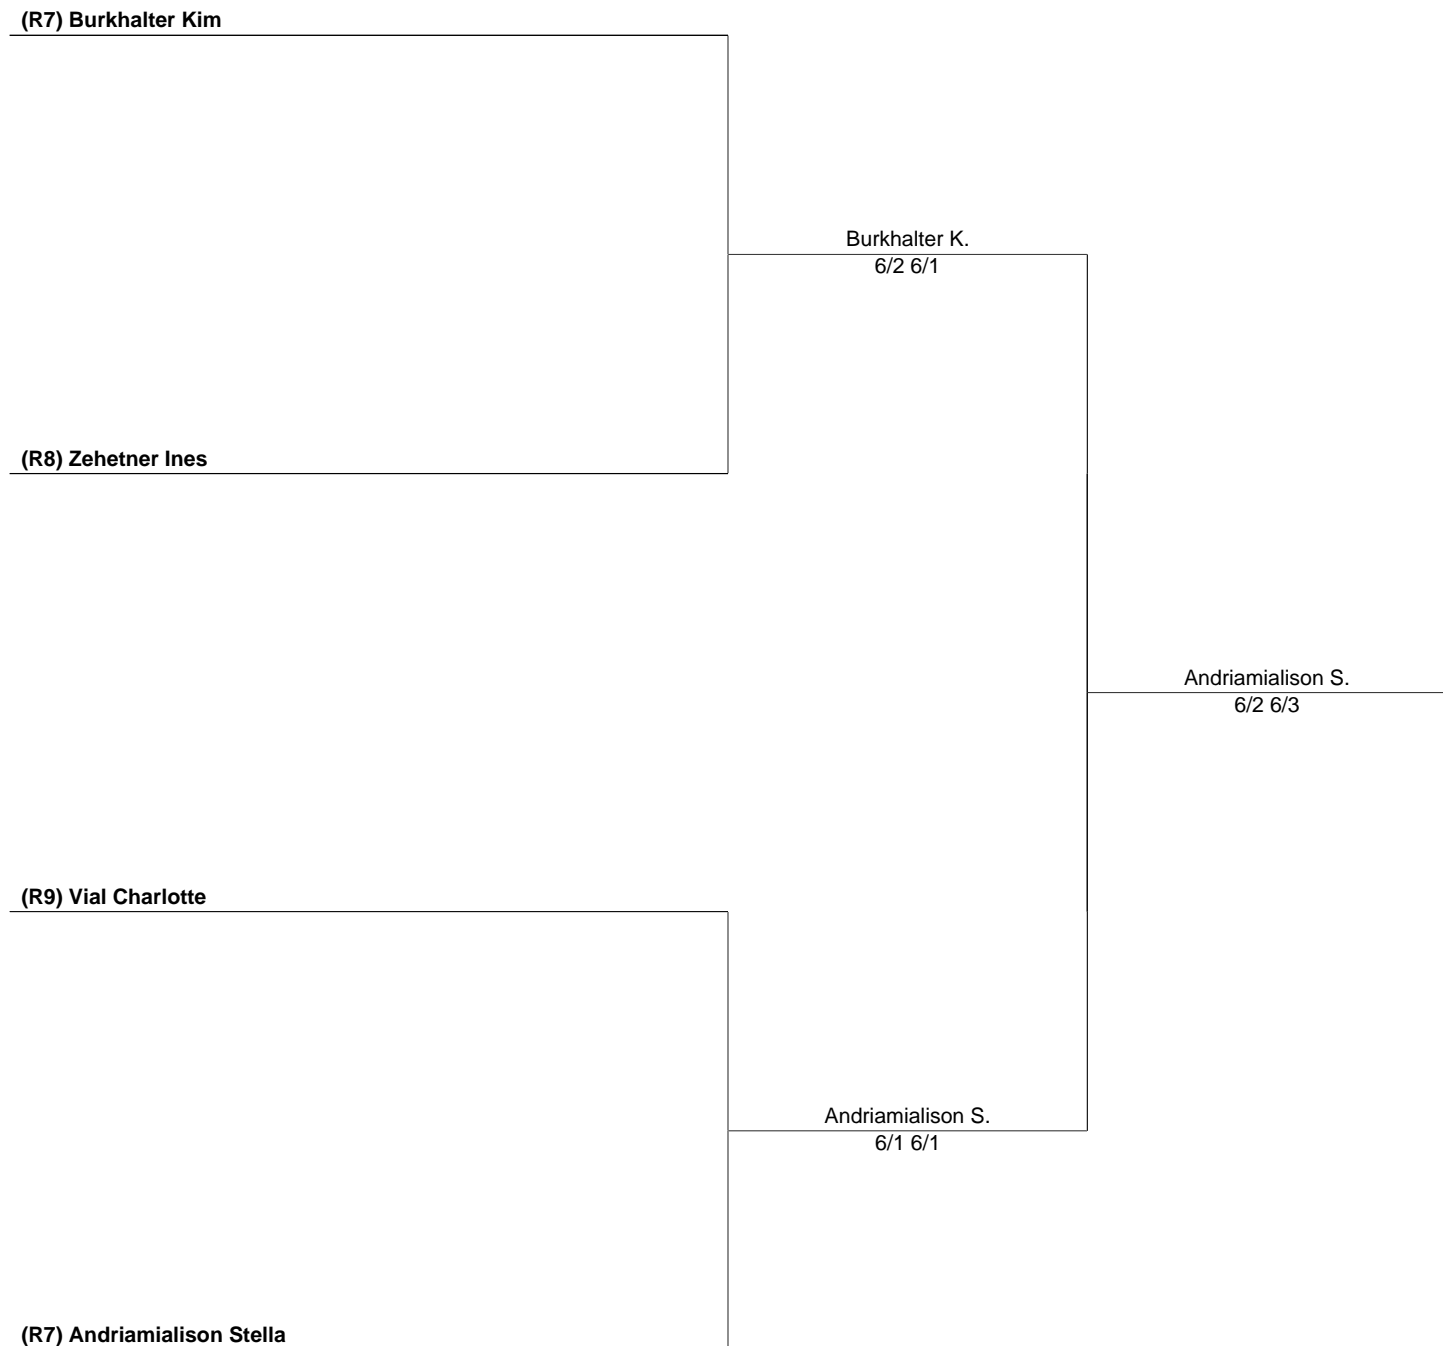 (R7) Burkhalter Kim
Burkhalter K.
6/2 6/1
(R8) Zehetner Ines
Andriamialison S.
6/2 6/3
(R9) Vial Charlotte
Andriamialison S.
6/1 6/1
(R7) Andriamialison Stella